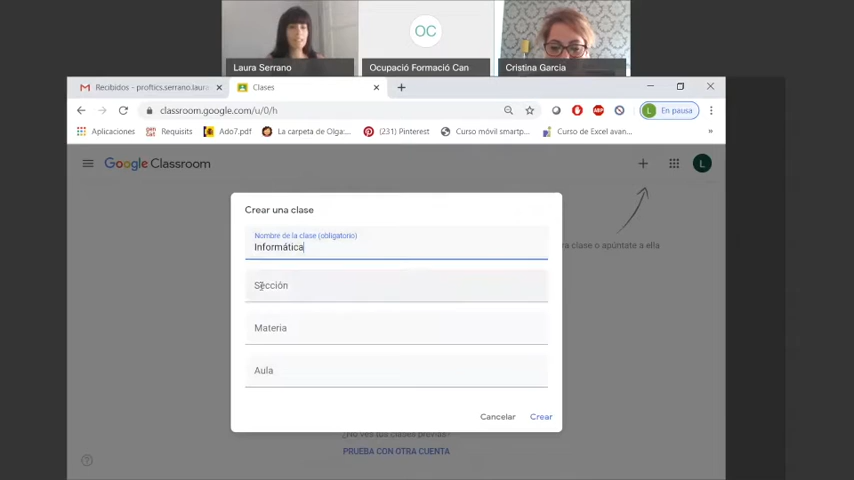 OC
Laura Serrano
Ocupació Formació Can
Cristina Garcia
Recibidos - proftics.serrano.laura
Clases
classroom.google.com/u/0/h
L
En pausa
Aplicaciones
gen
cat
Requisits
Ado7.pdf
La carpeta de Olga:...
(231) Pinterest
Curso móvil smartp...
Curso de Excel avan...
»
Google Classroom
L
Crear una clase
a clase o apúntate a ella
Nombre de la clase (obligatorio)
Informática
Sección
Materia
Aula
Cancelar
Crear
¿No ves tus clases previas?
PRUEBA CON OTRA CUENTA